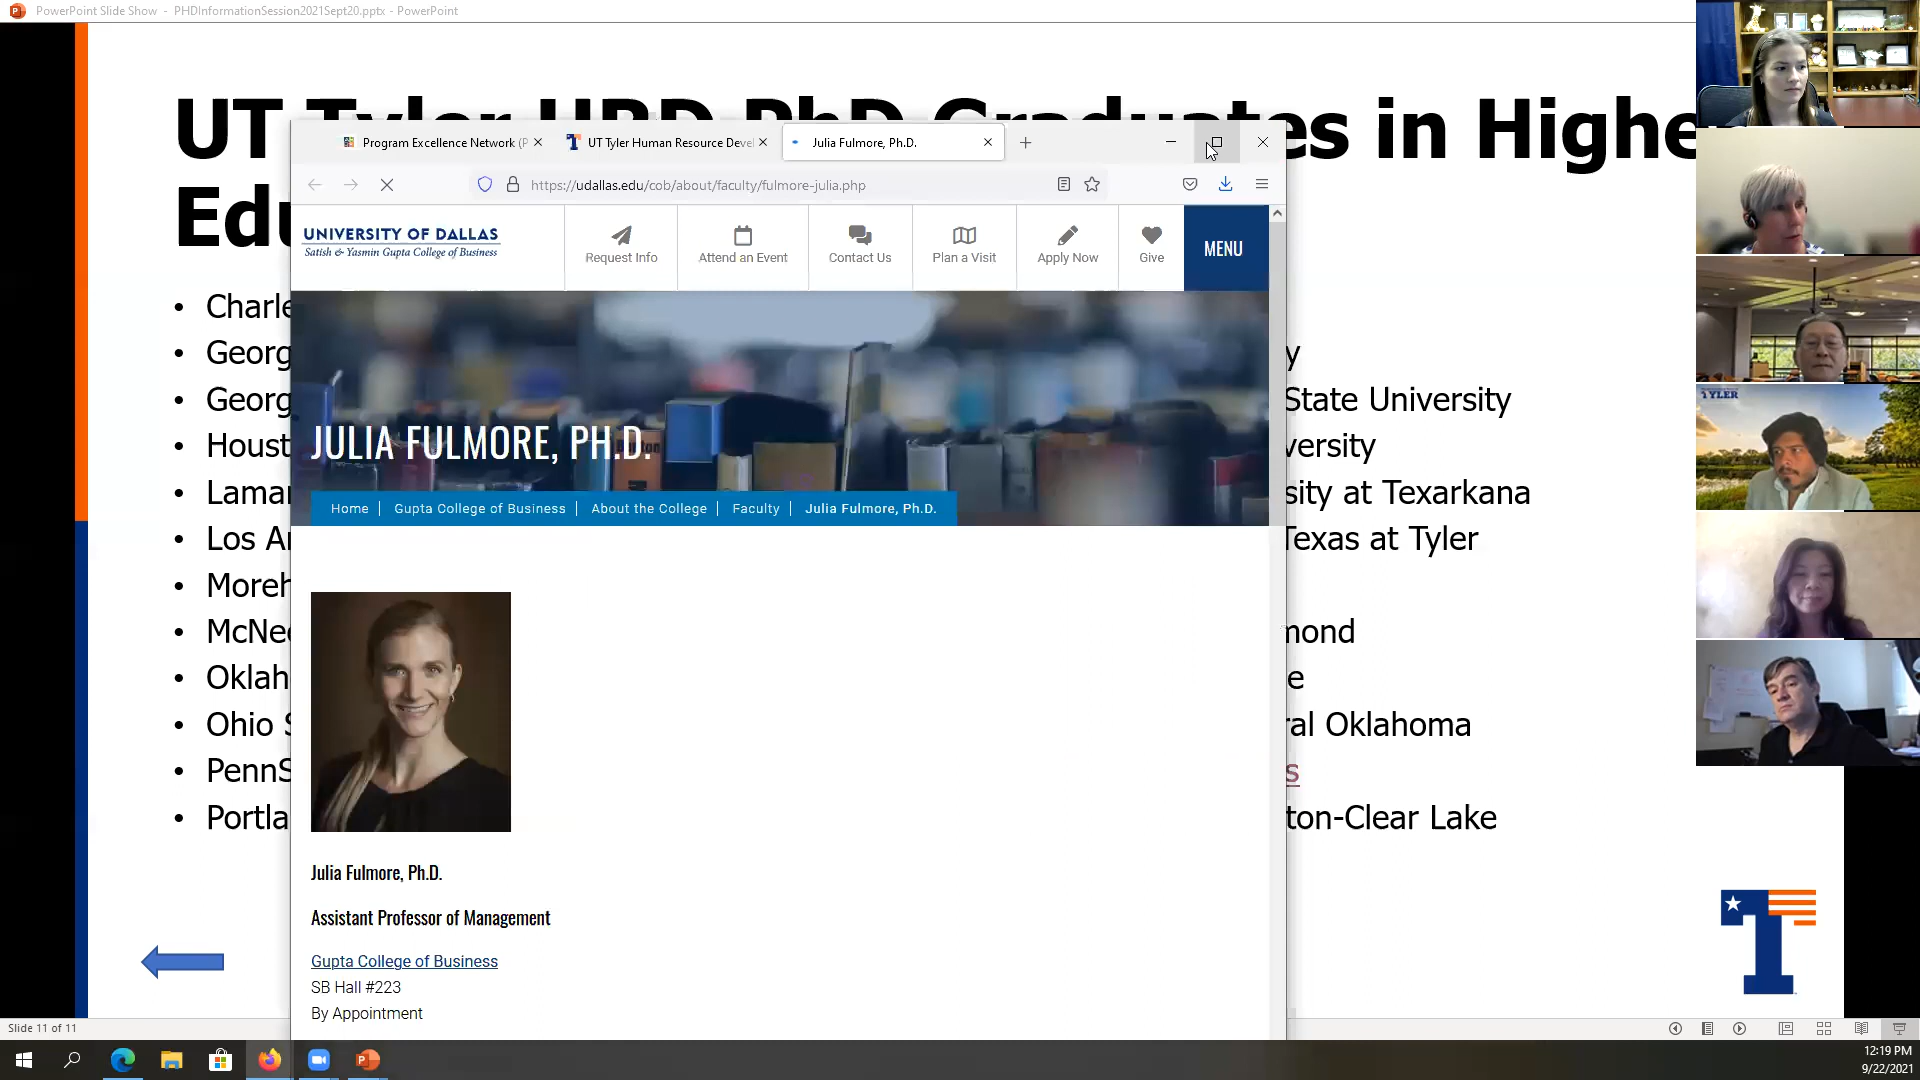 PowerPoint Slide Show - PHDInformationSession2021Sept20.pptx - PowerPoint
UT Tyler HRD PhD Graduates in Higher
Edu
Program Excellence Network (P
UT Tyler Human Resource Devel
Julia Fulmore, Ph.D.
https://udallas.edu/cob/about/faculty/fulmore-julia.php
UNIVERSITY OF DALLAS
Satish & Yasmin Gupta College of Business
Request Info
Attend an Event
Contact Us
Plan a Visit
Apply Now
Give
MENU
JULIA FULMORE, PH.D.
Home
Gupta College of Business
About the College
Faculty
Julia Fulmore, Ph.D.
Julia Fulmore, Ph.D.
Assistant Professor of Management
Gupta College of Business
SB Hall #223
By Appointment
• Charle
• Georg
• Georg
• Houst
• Lamar
• Los A
• Moreh
• McNee
• Oklah
• Ohio S
• PennS
• Portla
y
State University
versity
sity at Texarkana
Texas at Tyler
mond
e
ral Oklahoma
s
ton-Clear Lake
TYLER
T
Slide 11 of 11
12:19 PM
9/22/2021